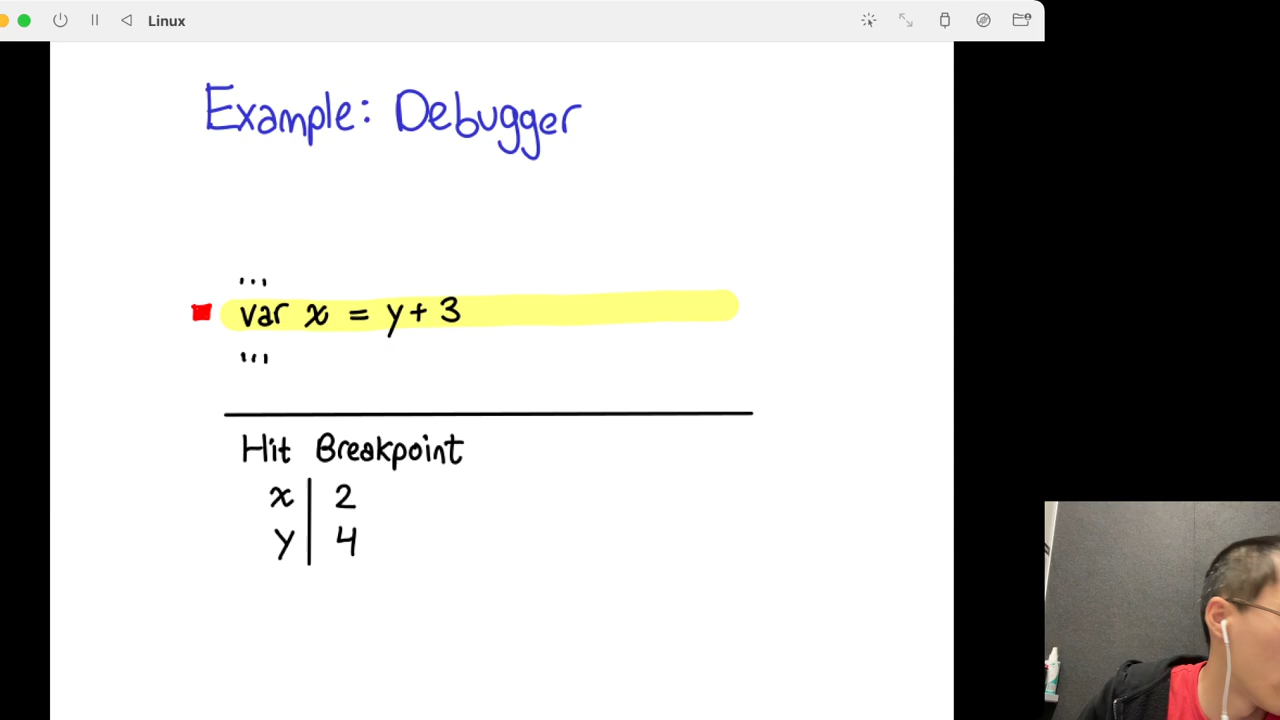 Linux
Example: Debugger
...
var x = y + 3
...
Hit Breakpoint
x 2
y 4